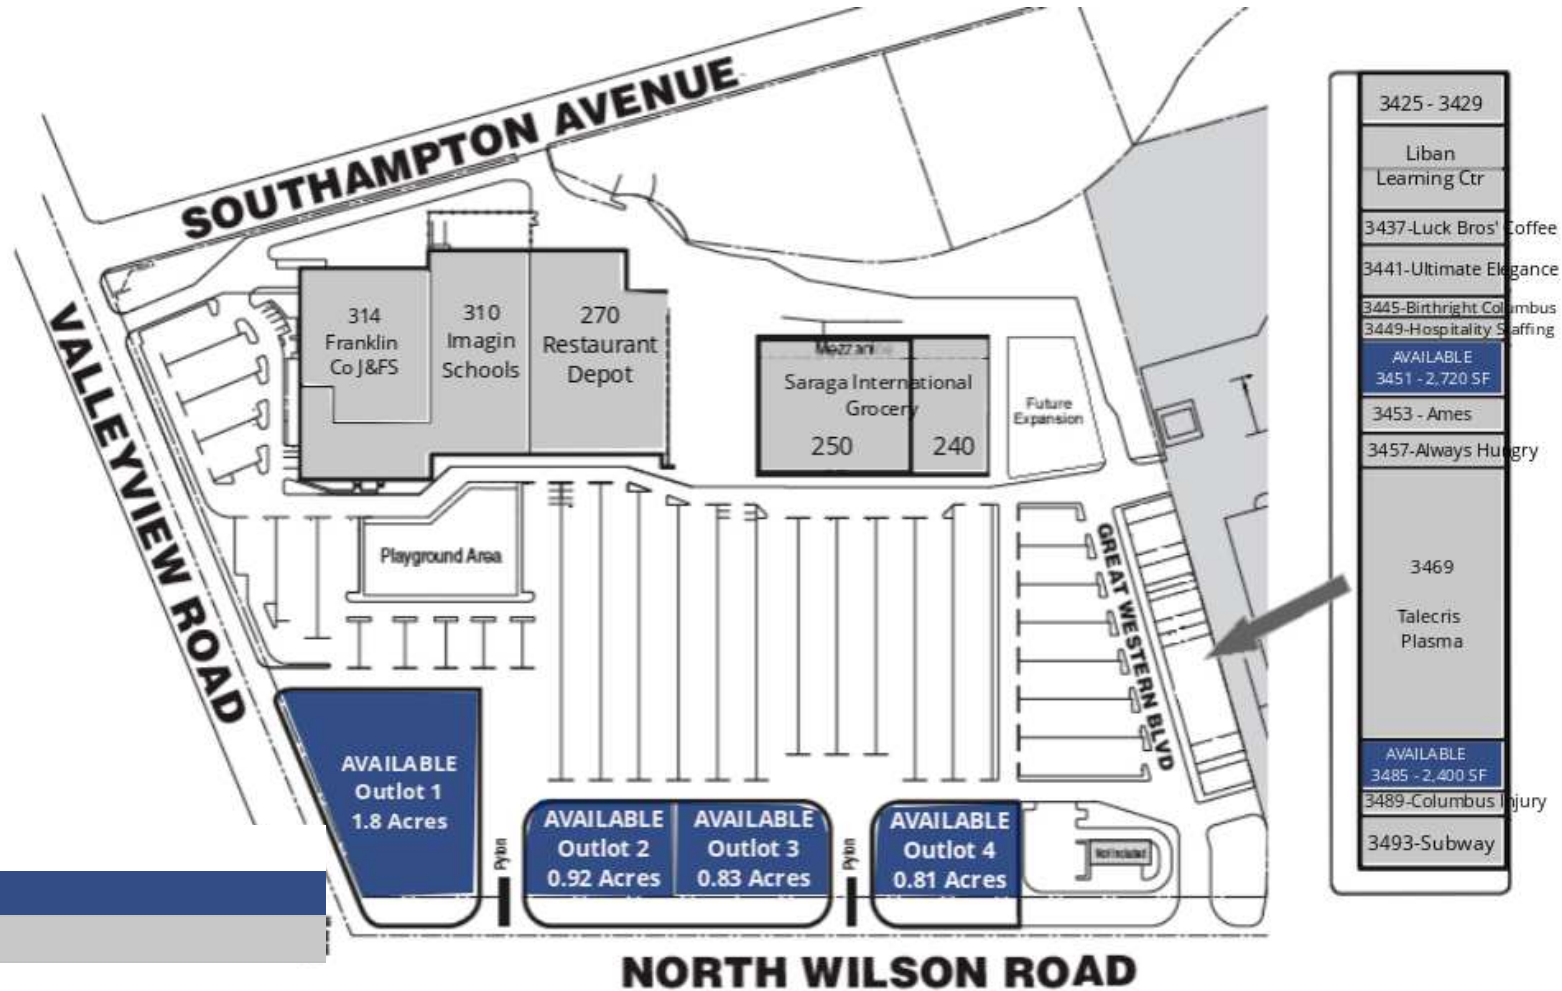 SOUTHAMPTON AVENUE
VALLEYVIEW ROAD
314
Franklin
Co J&FS
310
Imagin
Schools
270
Restaurant
Depot
Saraga International
Grocery
250
240
Future
Expansion
Playground Area
GREAT WESTERN BLVD
AVAILABLE
Outlot 1
1.8 Acres
Pylon
AVAILABLE
Outlot 2
0.92 Acres
AVAILABLE
Outlot 3
0.83 Acres
Pylon
AVAILABLE
Outlot 4
0.81 Acres
Not Included
NORTH WILSON ROAD
3425 - 3429
Liban
Learning Ctr
3437-Luck Bros' Coffee
3441-Ultimate Elegance
3445-Birthright Columbus
3449-Hospitality Staffing
AVAILABLE
3451 - 2,720 SF
3453 - Ames
3457-Always Hungry
3469
Talecris
Plasma
AVAILABLE
3485 - 2,400 SF
3489-Columbus Injury
3493-Subway